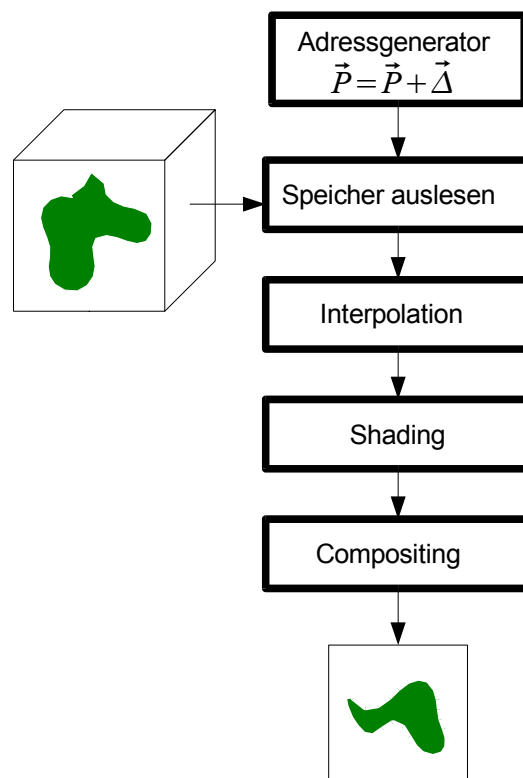 Adressgenerator
P⃗ = P⃗ + Δ⃗
Speicher auslesen
Interpolation
Shading
Compositing